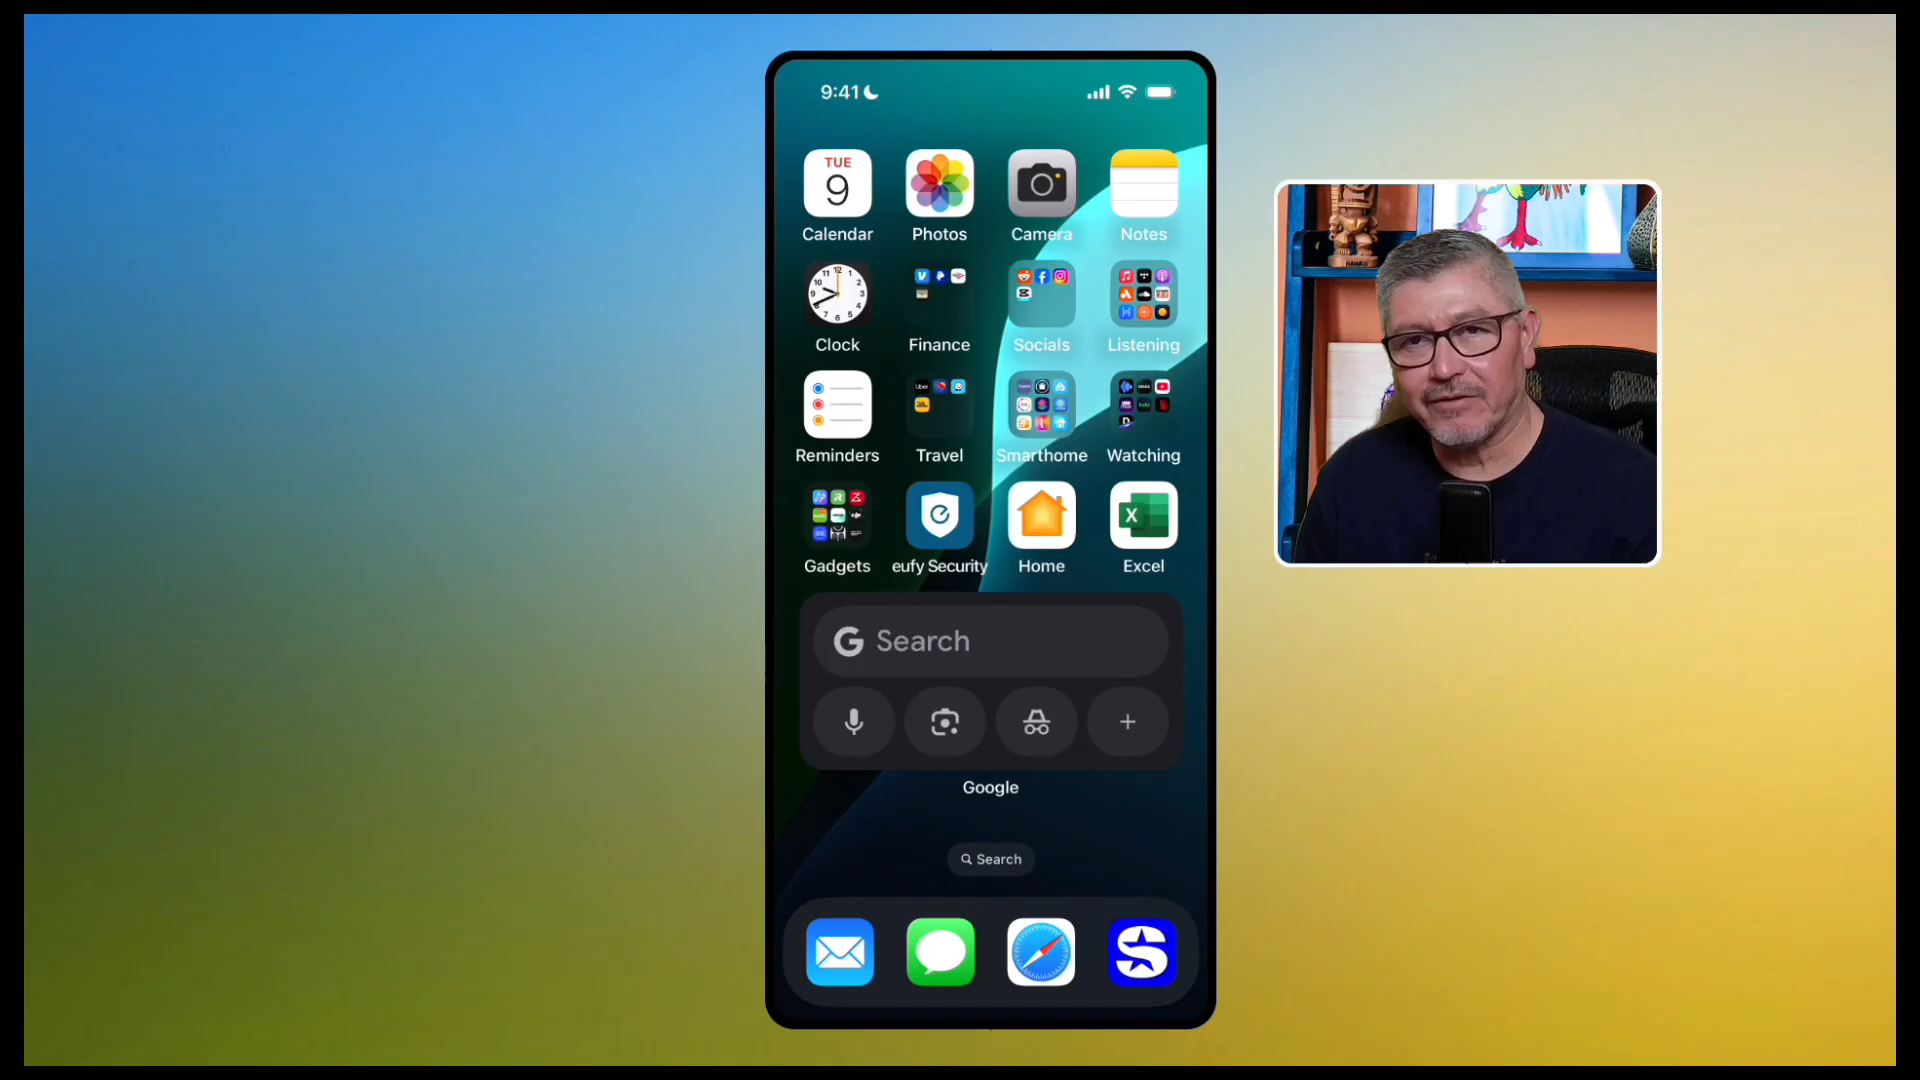 9:41
TUE
9
Calendar
Photos
Camera
Notes
Clock
Finance
Socials
Listening
Reminders
Travel
Smarthome
Watching
Gadgets
eufy Security
Home
Excel
G Search
Google
Search
HAWAII